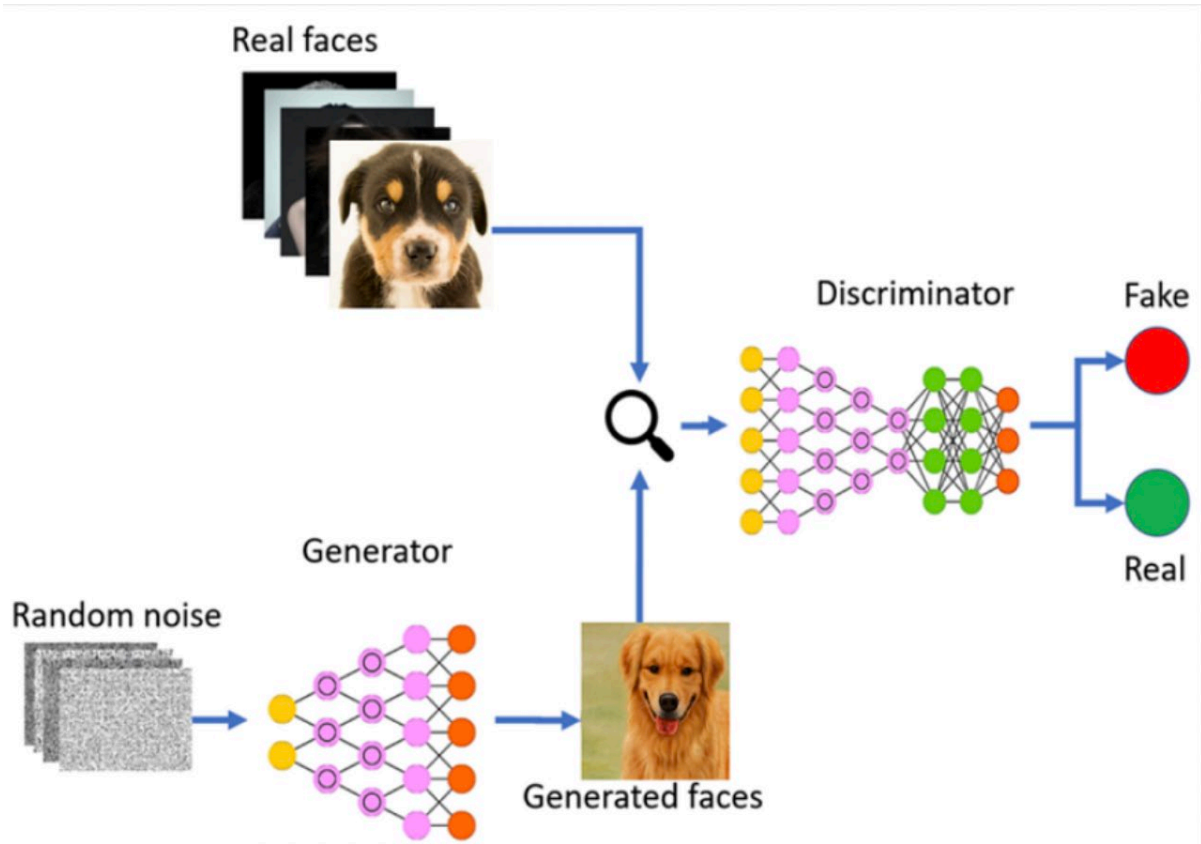 Real faces
Discriminator
Fake
Real
Generator
Random noise
Generated faces